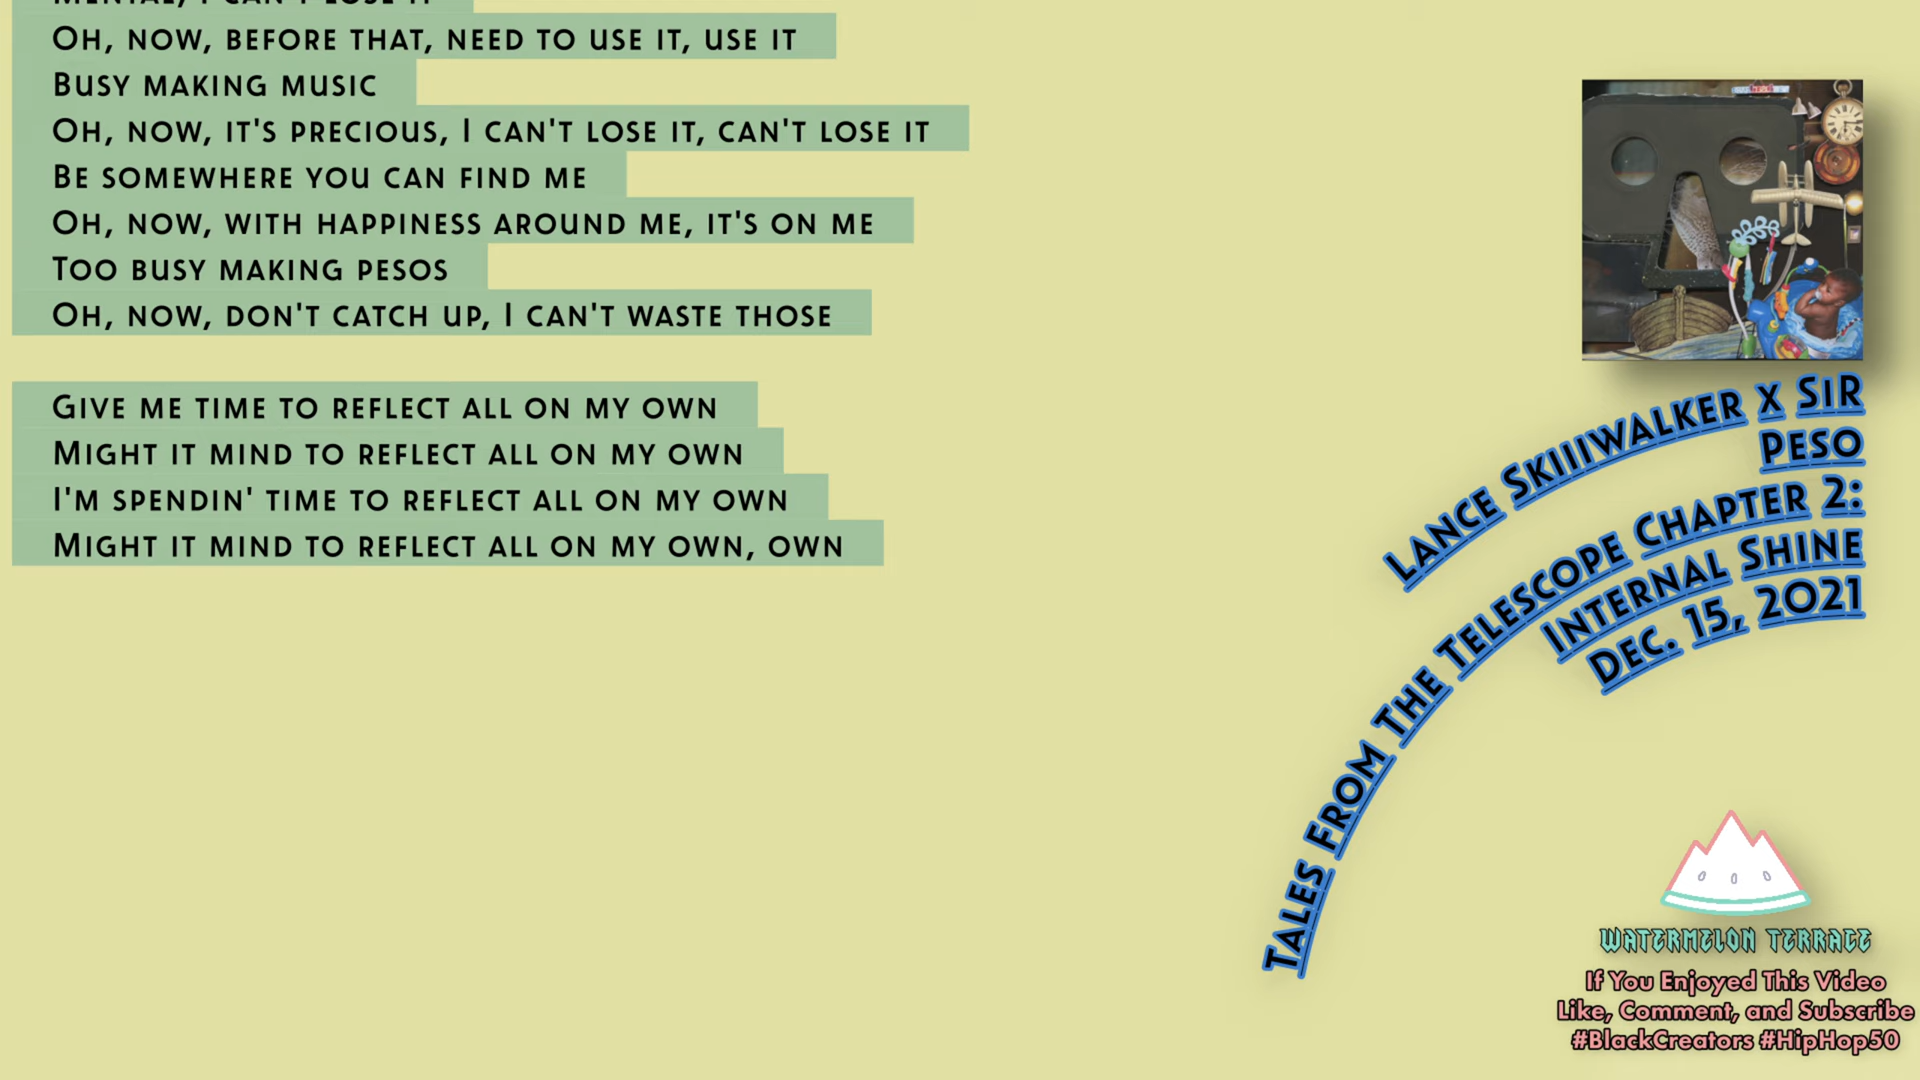 Mental, I can't lose it
Oh, now, before that, need to use it, use it
Busy making music
Oh, now, it's precious, I can't lose it, can't lose it
Be somewhere you can find me
Oh, now, with happiness around me, it's on me
Too busy making pesos
Oh, now, don't catch up, I can't waste those
Give me time to reflect all on my own
Might it mind to reflect all on my own
I'm spendin' time to reflect all on my own
Might it mind to reflect all on my own, own
Lance Skiiiwalker x SiR
Peso
Tales From The Telescope Chapter 2:
Internal Shine
Dec. 15, 2021
Watermelon Terrace
If You Enjoyed This Video
Like, Comment, and Subscribe
#BlackCreators #HipHop50